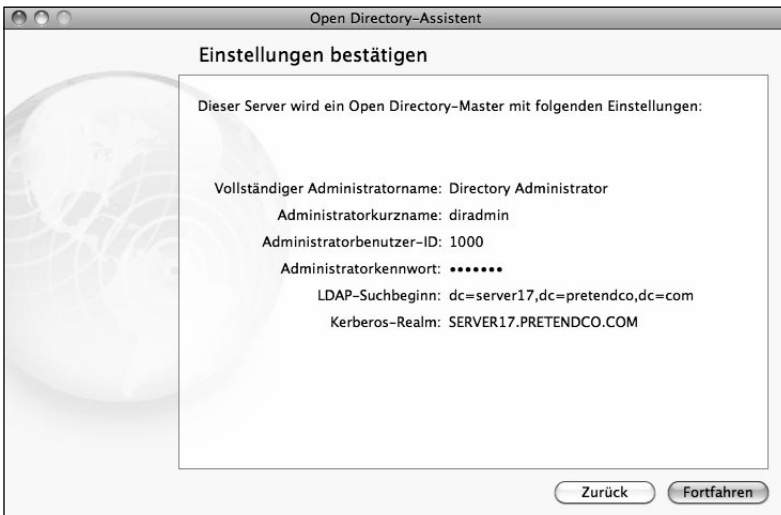 Open Directory-Assistent
Einstellungen bestätigen
Dieser Server wird ein Open Directory-Master mit folgenden Einstellungen:
Vollständiger Administratorname: Directory Administrator
Administratorkurzname: diradmin
Administratorbenutzer-ID: 1000
Administratorkennwort: •••••••
LDAP-Suchbeginn: dc=server17,dc=pretendco,dc=com
Kerberos-Realm: SERVER17.PRETENDCO.COM
Zurück
Fortfahren